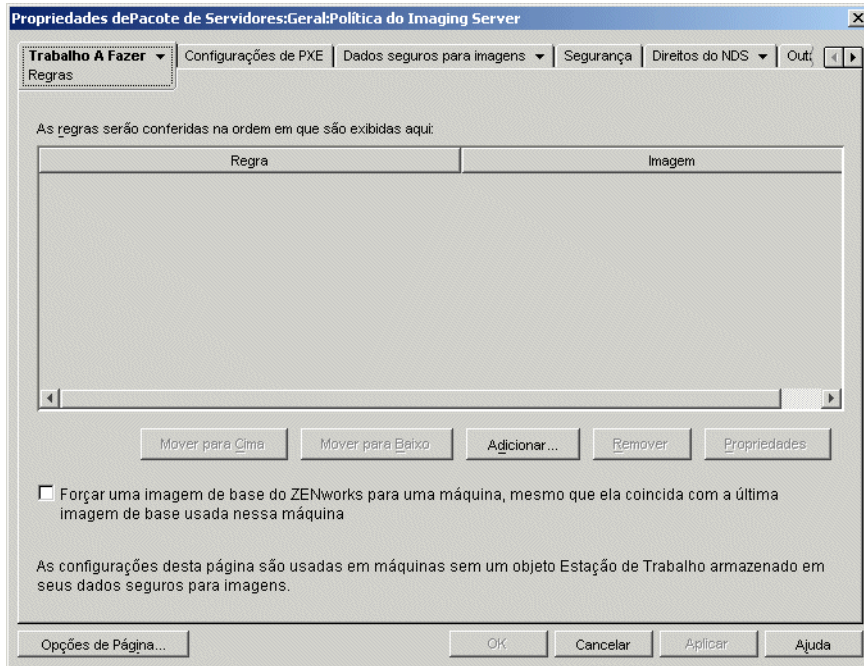 Propriedades dePacote de Servidores:Geral:Política do Imaging Server
Trabalho A Fazer
Configurações de PXE
Dados seguros para imagens
Segurança
Direitos do NDS
Regras
As regras serão conferidas na ordem em que são exibidas aqui:
Regra
Imagem
Mover para Cima
Mover para Baixo
Adicionar...
Remover
Propriedades
Forçar uma imagem de base do ZENworks para uma máquina, mesmo que ela coincida com a última
imagem de base usada nessa máquina
As configurações desta página são usadas em máquinas sem um objeto Estação de Trabalho armazenado em
seus dados seguros para imagens.
Opções de Página...
OK
Cancelar
Aplicar
Ajuda